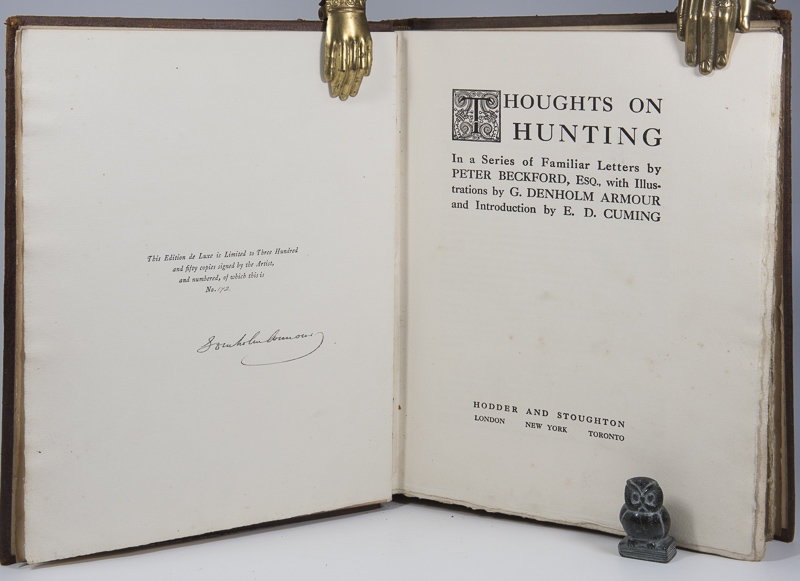 This Edition de Luxe is Limited to Three Hundred
and fifty copies signed by the Artist,
and numbered, of which this is
No.
G Denholm Armour
THOUGHTS ON
HUNTING
In a Series of Familiar Letters by
PETER BECKFORD, ESQ., with Illus-
trations by G. DENHOLM ARMOUR
and Introduction by E. D. CUMING
HODDER AND STOUGHTON
LONDON NEW YORK TORONTO